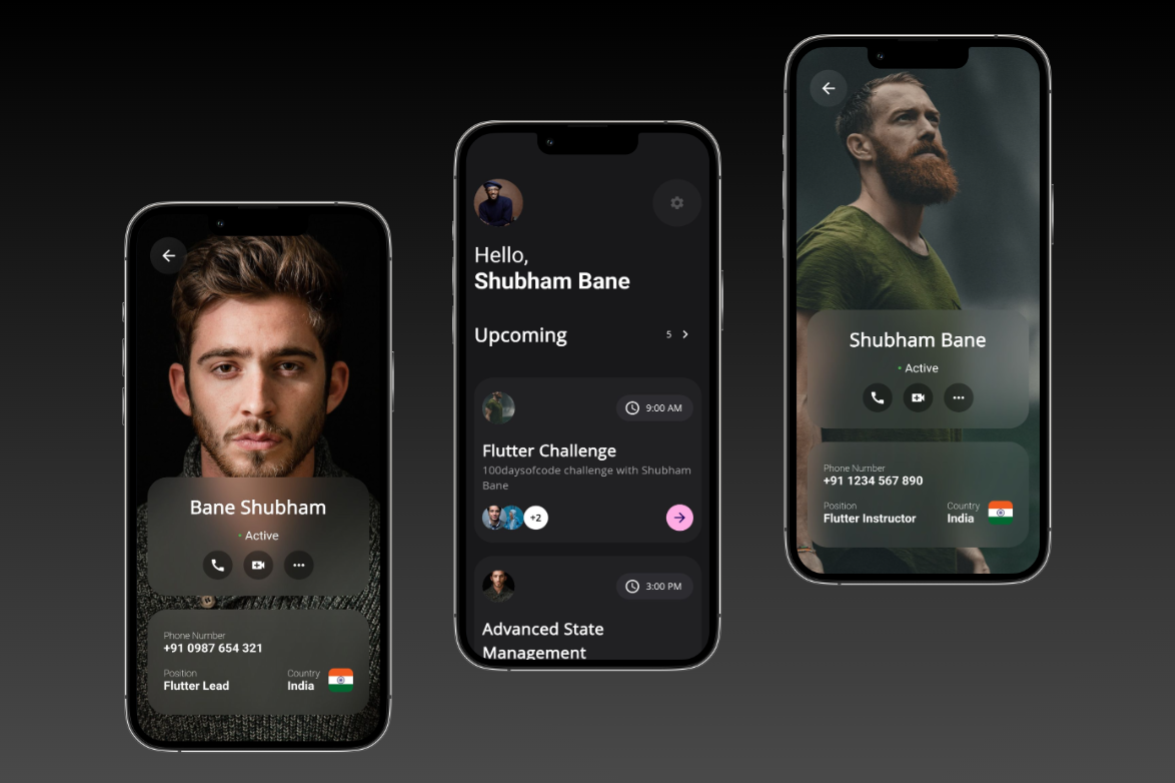 Bane Shubham
Active
Phone Number
+91 0987 654 321
Position
Flutter Lead
Country
India
Hello,
Shubham Bane
Upcoming
5
9:00 AM
Flutter Challenge
100daysofcode challenge with Shubham
Bane
+2
3:00 PM
Advanced State
Management
Shubham Bane
Active
Phone Number
+91 1234 567 890
Position
Flutter Instructor
Country
India